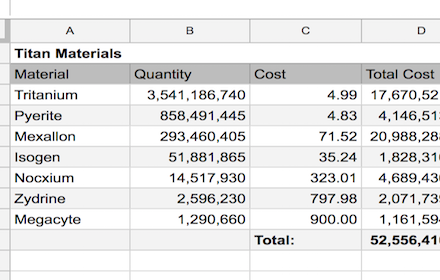 A B C D
Titan Materials
Material Quantity Cost Total Cost
Tritanium 3,541,186,740 4.99 17,670,52
Pyerite 858,491,445 4.83 4,146,51
Mexallon 293,460,405 71.52 20,988,28
Isogen 51,881,865 35.24 1,828,31
Nocxium 14,517,930 323.01 4,689,43
Zydrine 2,596,230 797.98 2,071,73
Megacyte 1,290,660 900.00 1,161,59
Total: 52,556,41